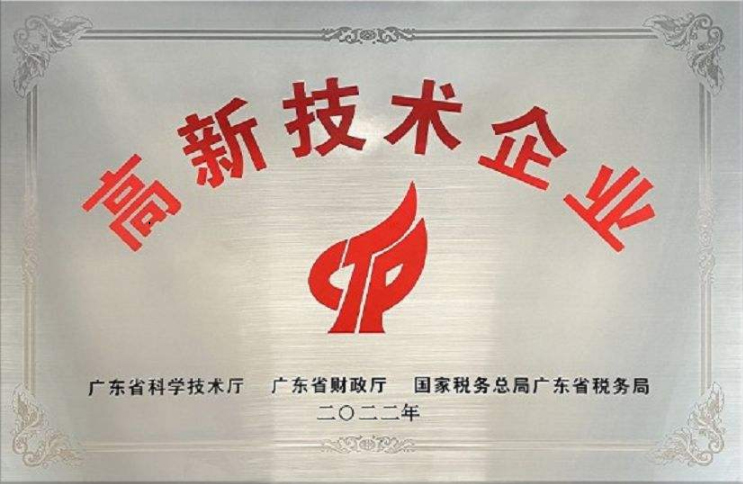 高新技术企业
CTP
广东省科学技术厅 广东省财政厅 国家税务总局广东省税务局
二〇二二年